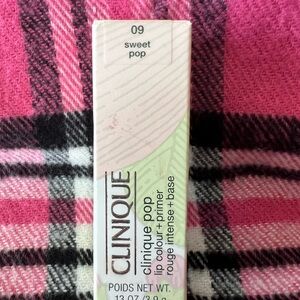 09
sweet
pop
CLINIQUE
clinique pop
lip colour + primer
rouge intense + base
POIDS NET WT.
.13 OZ/3.9 g